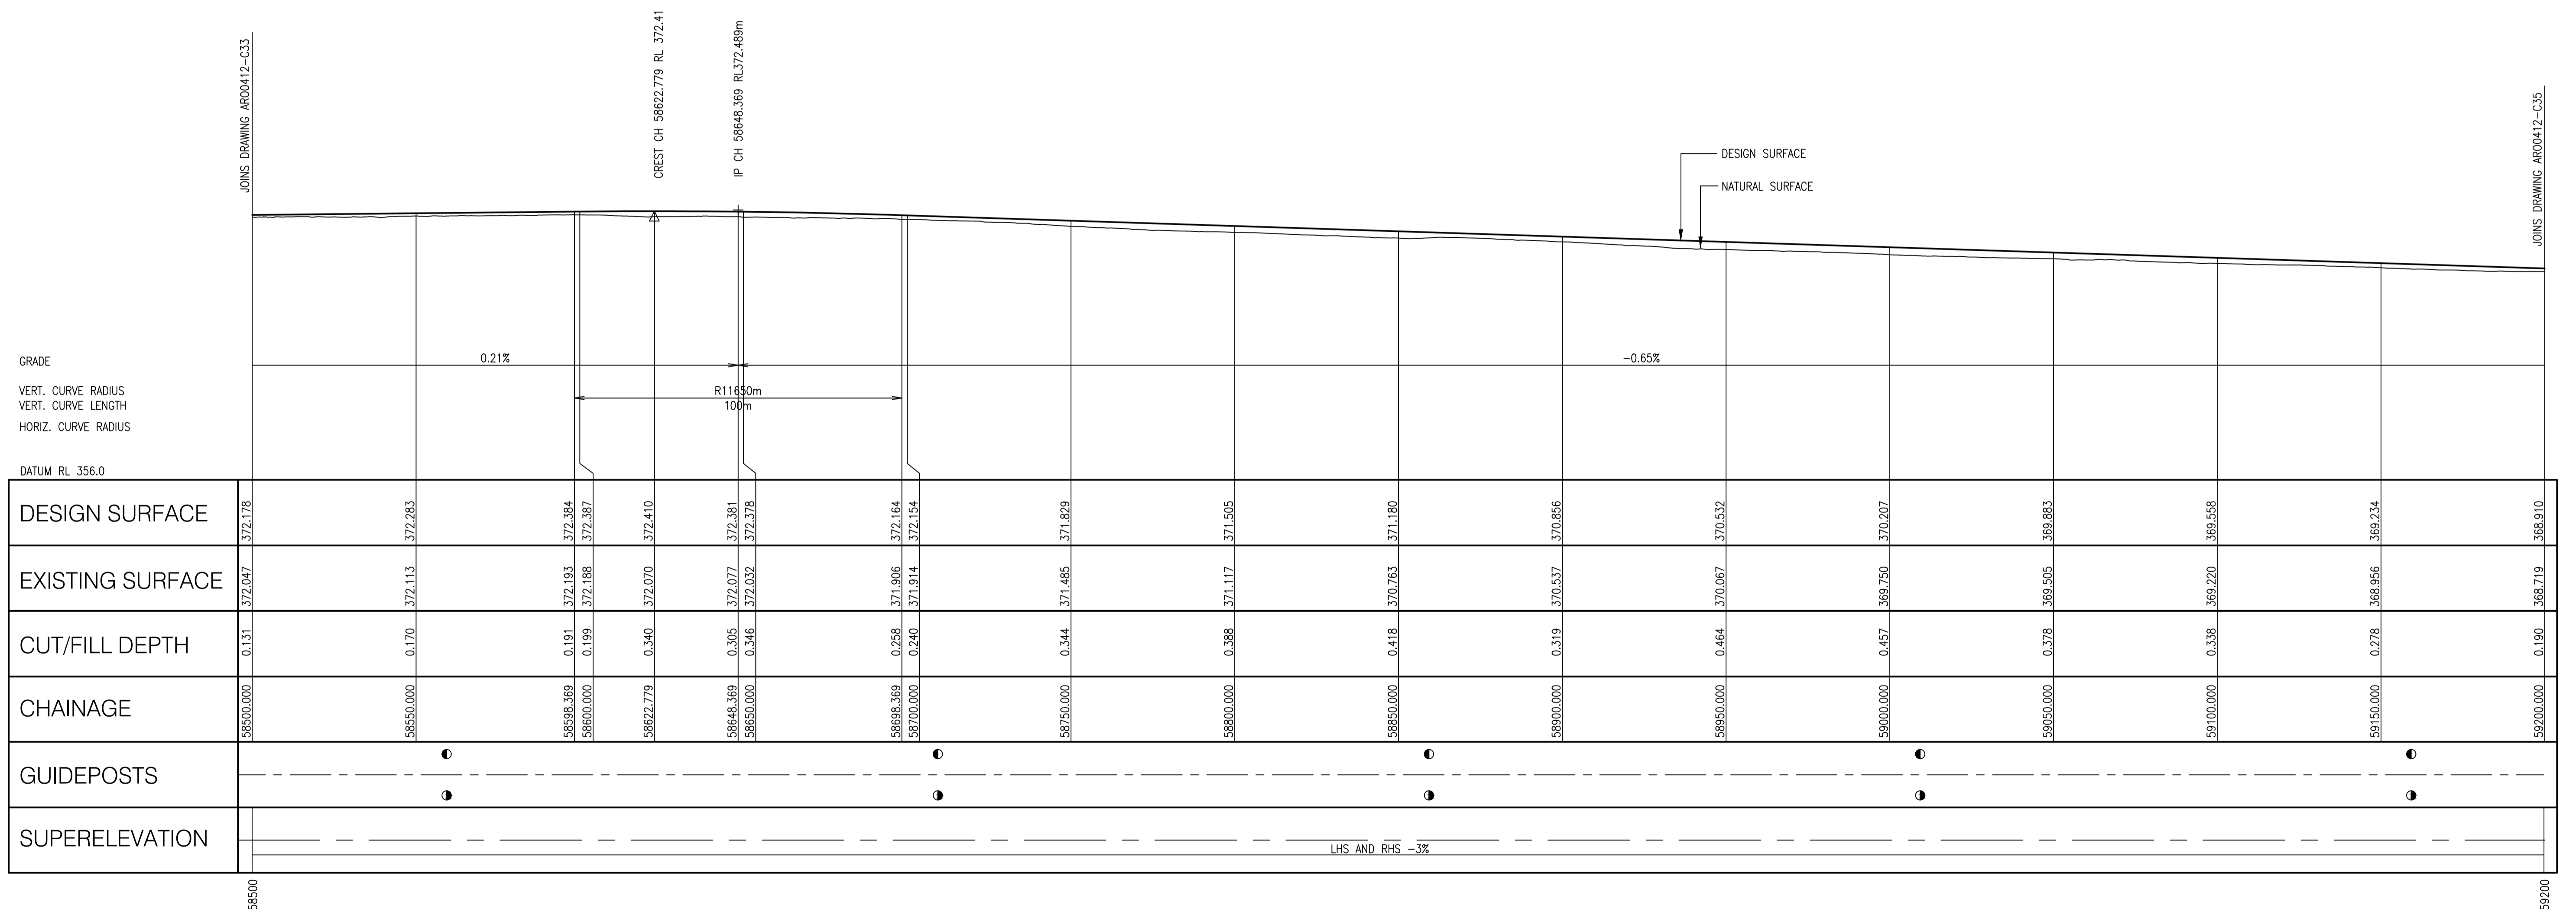 JOINS DRAWING ARO0412-C33
CREST CH 58622.779 RL 372.41
IP CH 58648.369 RL372.489m
JOINS DRAWING ARO0412-C35
DESIGN SURFACE
NATURAL SURFACE
GRADE
0.21%
-0.65%
VERT. CURVE RADIUS
R11650m
VERT. CURVE LENGTH
100m
HORIZ. CURVE RADIUS
DATUM RL 356.0
DESIGN SURFACE 372.178 372.283 372.384 372.387 372.410 372.381 372.378 372.164 372.154 371.829 371.505 371.180 370.856 370.532 370.207 369.883 369.558 369.234 368.910
EXISTING SURFACE 372.047 372.113 372.193 372.188 372.070 372.077 372.032 371.906 371.914 371.485 371.117 370.763 370.537 370.067 369.750 369.505 369.220 368.956 368.719
CUT/FILL DEPTH 0.131 0.170 0.191 0.199 0.340 0.305 0.346 0.258 0.240 0.344 0.388 0.418 0.319 0.464 0.457 0.378 0.338 0.278 0.190
CHAINAGE 58500.000 58550.000 58598.369 58600.000 58622.779 58648.369 58650.000 58698.369 58700.000 58750.000 58800.000 58850.000 58900.000 58950.000 59000.000 59050.000 59100.000 59150.000 59200.000
GUIDEPOSTS
SUPERELEVATION
LHS AND RHS -3%
58500
59200